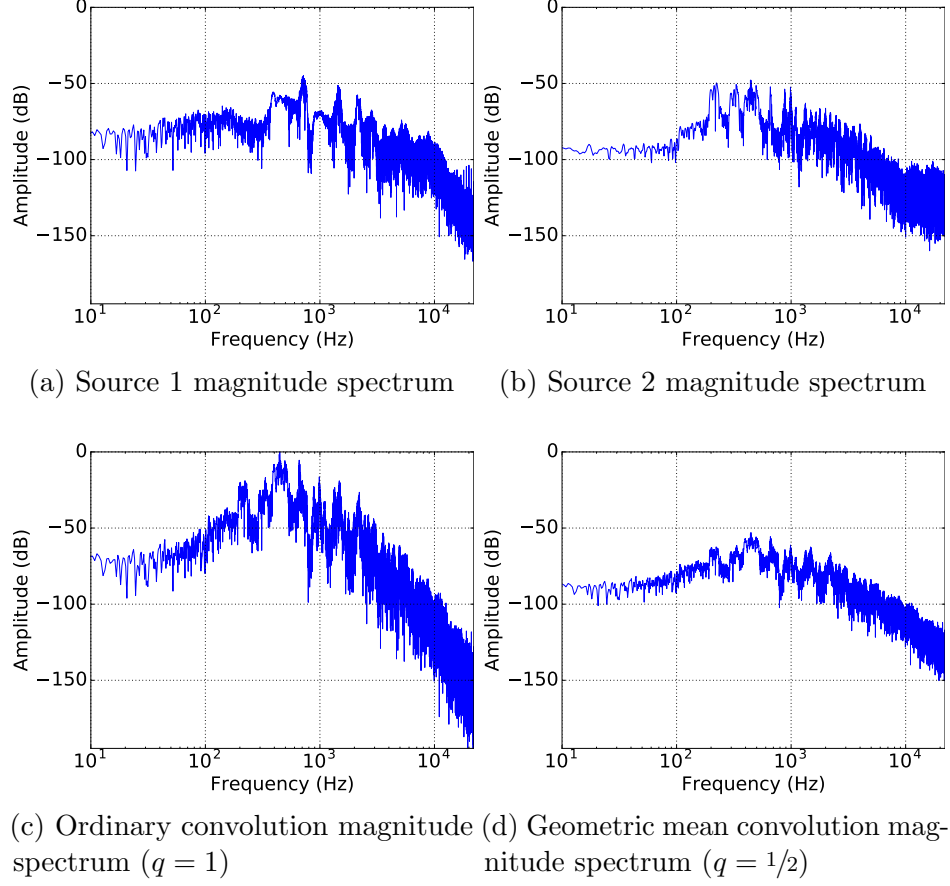 0
−50
−100
−150
Amplitude (dB)
10^1 10^2 10^3 10^4
Frequency (Hz)
(a) Source 1 magnitude spectrum
0
−50
−100
−150
Amplitude (dB)
10^1 10^2 10^3 10^4
Frequency (Hz)
(b) Source 2 magnitude spectrum
0
−50
−100
−150
Amplitude (dB)
10^1 10^2 10^3 10^4
Frequency (Hz)
(c) Ordinary convolution magnitude
spectrum (q = 1)
0
−50
−100
−150
Amplitude (dB)
10^1 10^2 10^3 10^4
Frequency (Hz)
(d) Geometric mean convolution mag-
nitude spectrum (q = 1/2)